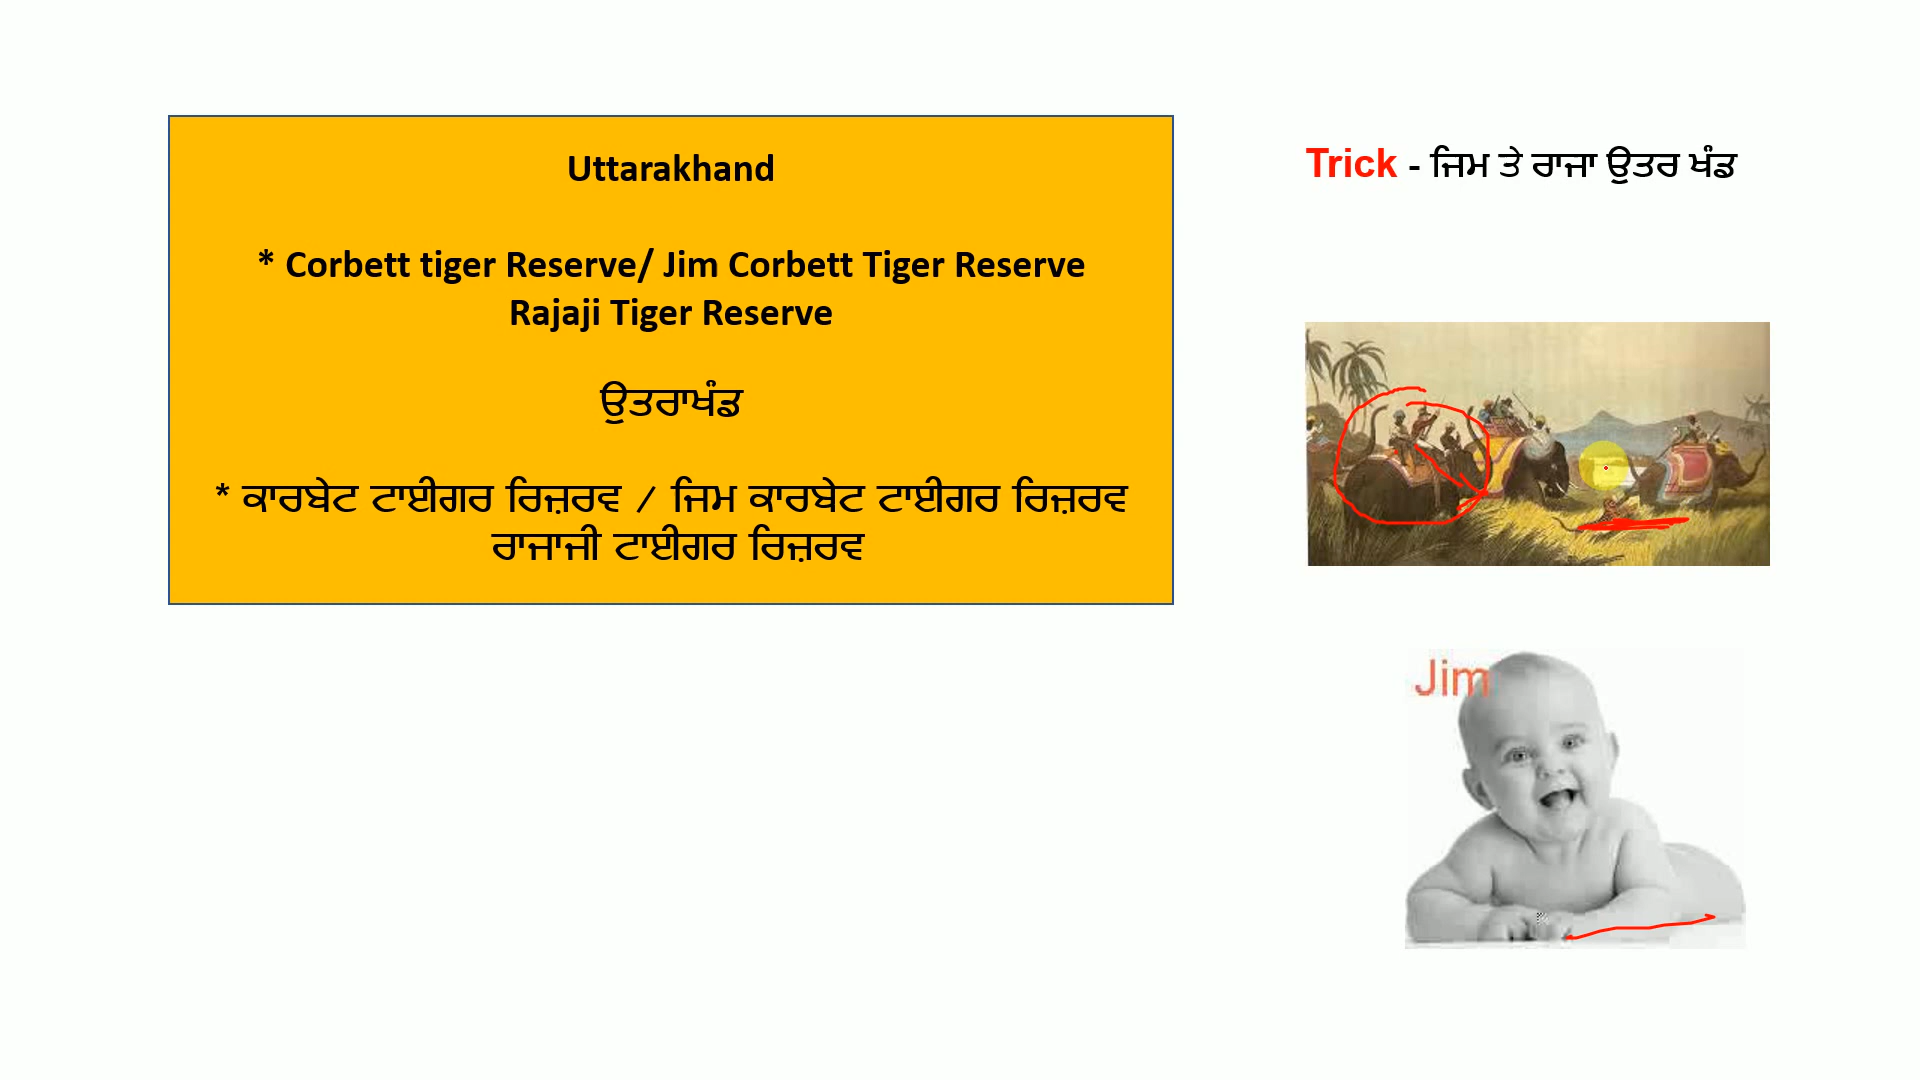 Uttarakhand
* Corbett tiger Reserve/ Jim Corbett Tiger Reserve
Rajaji Tiger Reserve
ਉਤਰਾਖੰਡ
* ਕਾਰਬੇਟ ਟਾਈਗਰ ਰਿਜ਼ਰਵ / ਜਿਮ ਕਾਰਬੇਟ ਟਾਈਗਰ ਰਿਜ਼ਰਵ
ਰਾਜਾਜੀ ਟਾਈਗਰ ਰਿਜ਼ਰਵ
Trick - ਜਿਮ ਤੇ ਰਾਜਾ ਉਤਰ ਖੰਡ
Jim